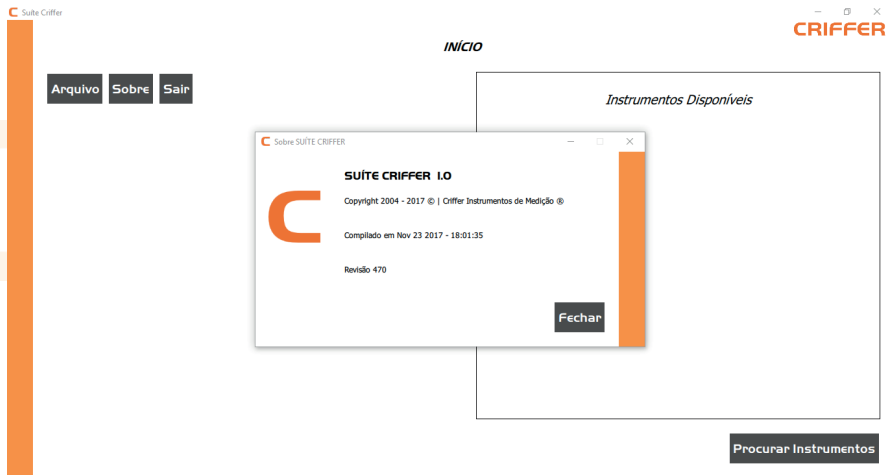 Suíte Criffer
CRIFFER
INÍCIO
Arquivo Sobre Sair
Instrumentos Disponíveis
Sobre SUÍTE CRIFFER
SUÍTE CRIFFER 1.0
Copyright 2004 - 2017 © | Criffer Instrumentos de Medição ®
Compilado em Nov 23 2017 - 18:01:35
Revisão 470
Fechar
Procurar Instrumentos